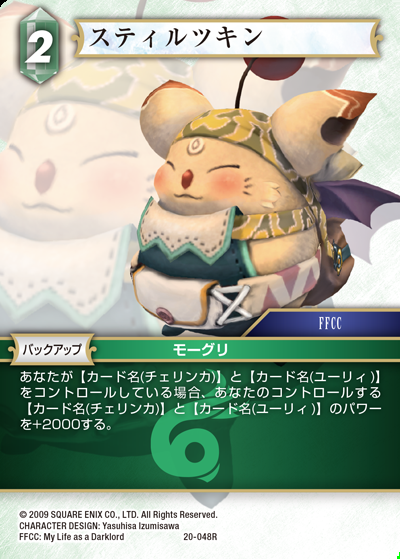 2
スティルツキン
FFCC
バックアップ
モーグリ
あなたが【カード名(チェリンカ)】と【カード名(ユーリィ)】
をコントロールしている場合、あなたのコントロールする
【カード名(チェリンカ)】と【カード名(ユーリィ)】のパワー
を+2000する。
© 2009 SQUARE ENIX CO., LTD. All Rights Reserved.
CHARACTER DESIGN: Yasuhisa Izumisawa
FFCC: My Life as a Darklord 20-048R